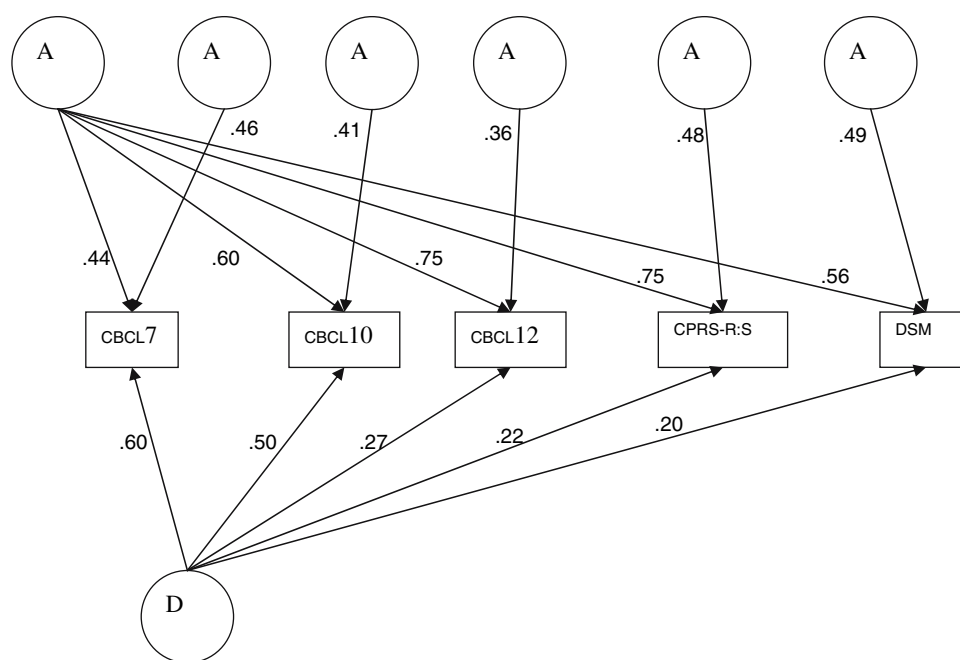 A A A A A A
.46 .41 .36 .48 .49
.44 .60 .75 .75 .56
CBCL7 CBCL10 CBCL12 CPRS-R:S DSM
.60 .50 .27 .22 .20
D